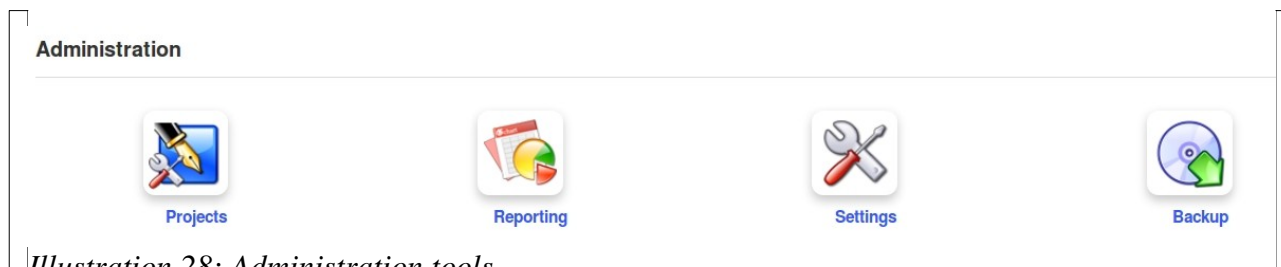 Administration
Projects
Reporting
Settings
Backup
Illustration 28: Administration tools